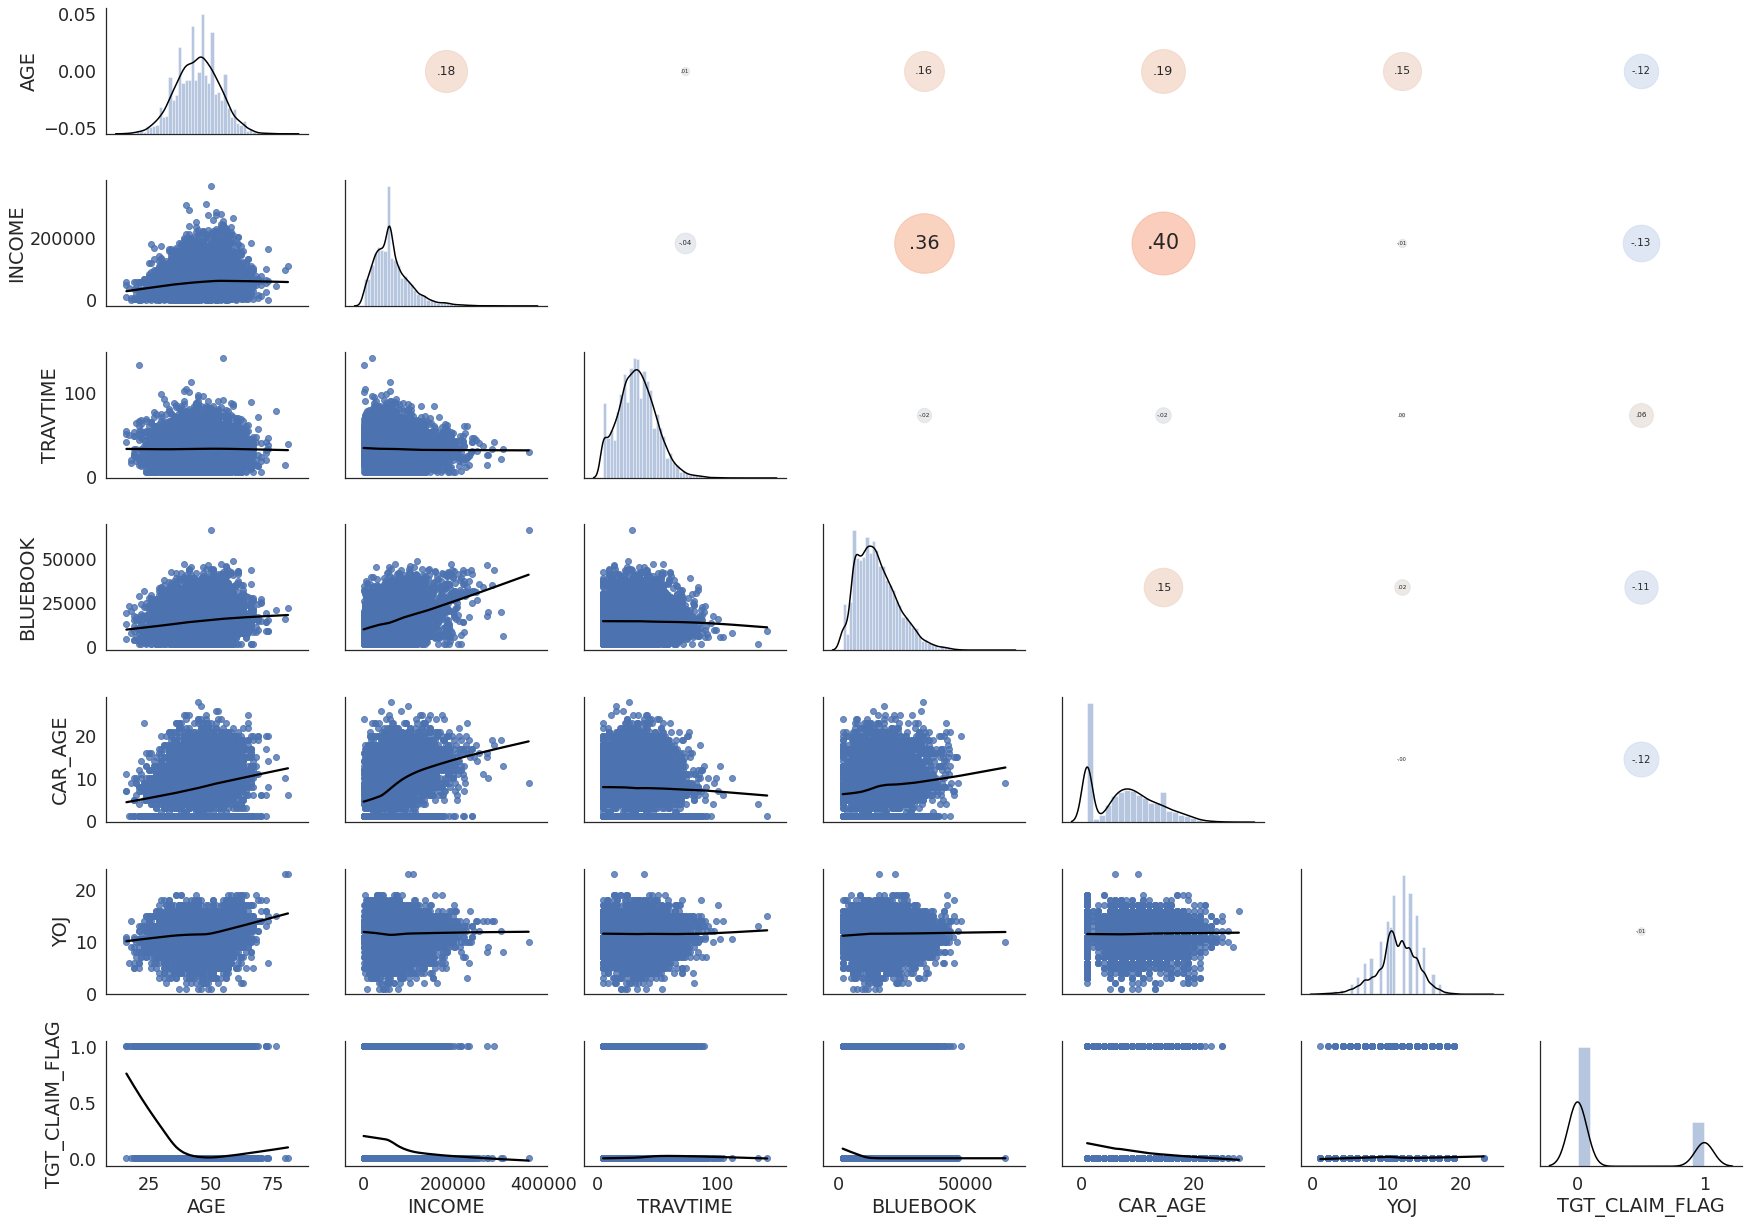 0.05
0.00
−0.05
AGE
.18
.01
.16
.19
.15
-.12
200000
0
INCOME
-.04
.36
.40
-.01
-.13
100
0
TRAVTIME
-.02
-.02
.00
.06
50000
25000
0
BLUEBOOK
.15
.02
-.11
20
10
0
CAR_AGE
-.00
-.12
20
10
0
YOJ
-.01
1.0
0.5
0.0
TGT_CLAIM_FLAG
25 50 75
0 200000 400000
0 100
0 50000
0 20
0 10 20
0 1
AGE
INCOME
TRAVTIME
BLUEBOOK
CAR_AGE
YOJ
TGT_CLAIM_FLAG